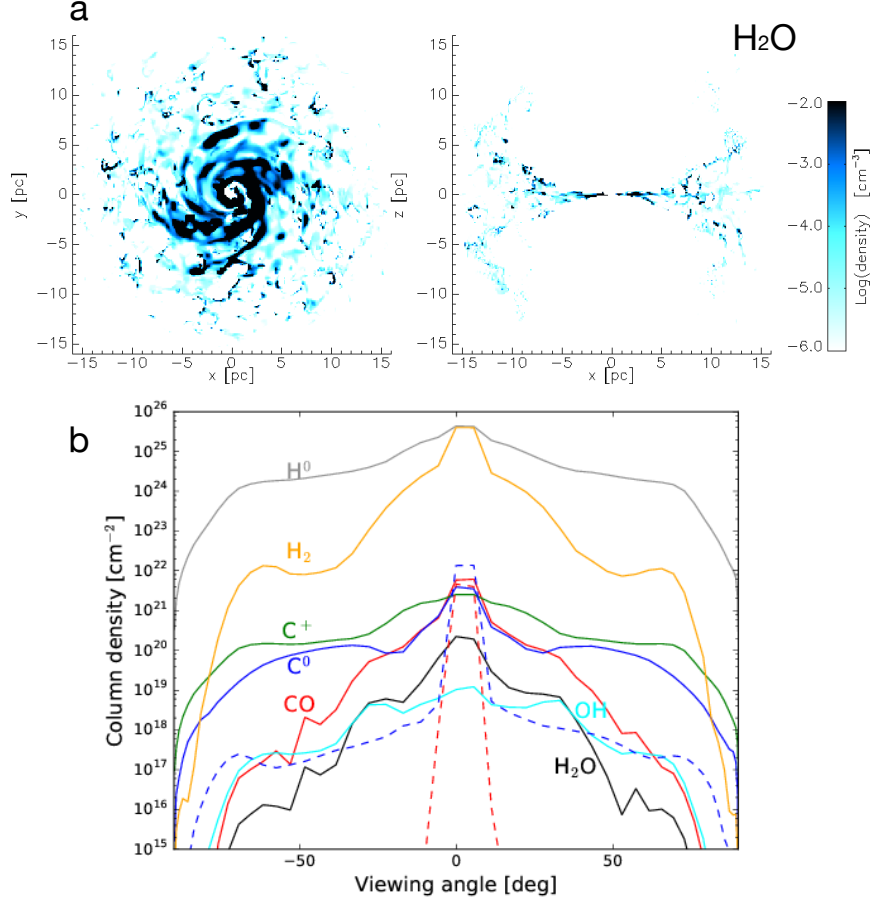 a
H₂O
15
10
5
0
−5
−10
−15
y [pc]
−15 −10 −5 0 5 10 15
x [pc]
15
10
5
0
−5
−10
−15
z [pc]
−15 −10 −5 0 5 10 15
x [pc]
−2.0
−3.0
−4.0
−5.0
−6.0
Log(density) [cm⁻³]
b
10²⁶
10²⁵
10²⁴
10²³
10²²
10²¹
10²⁰
10¹⁹
10¹⁸
10¹⁷
10¹⁶
10¹⁵
Column density [cm⁻²]
H⁰
H₂
C⁺
C⁰
CO
OH
H₂O
−50 0 50
Viewing angle [deg]